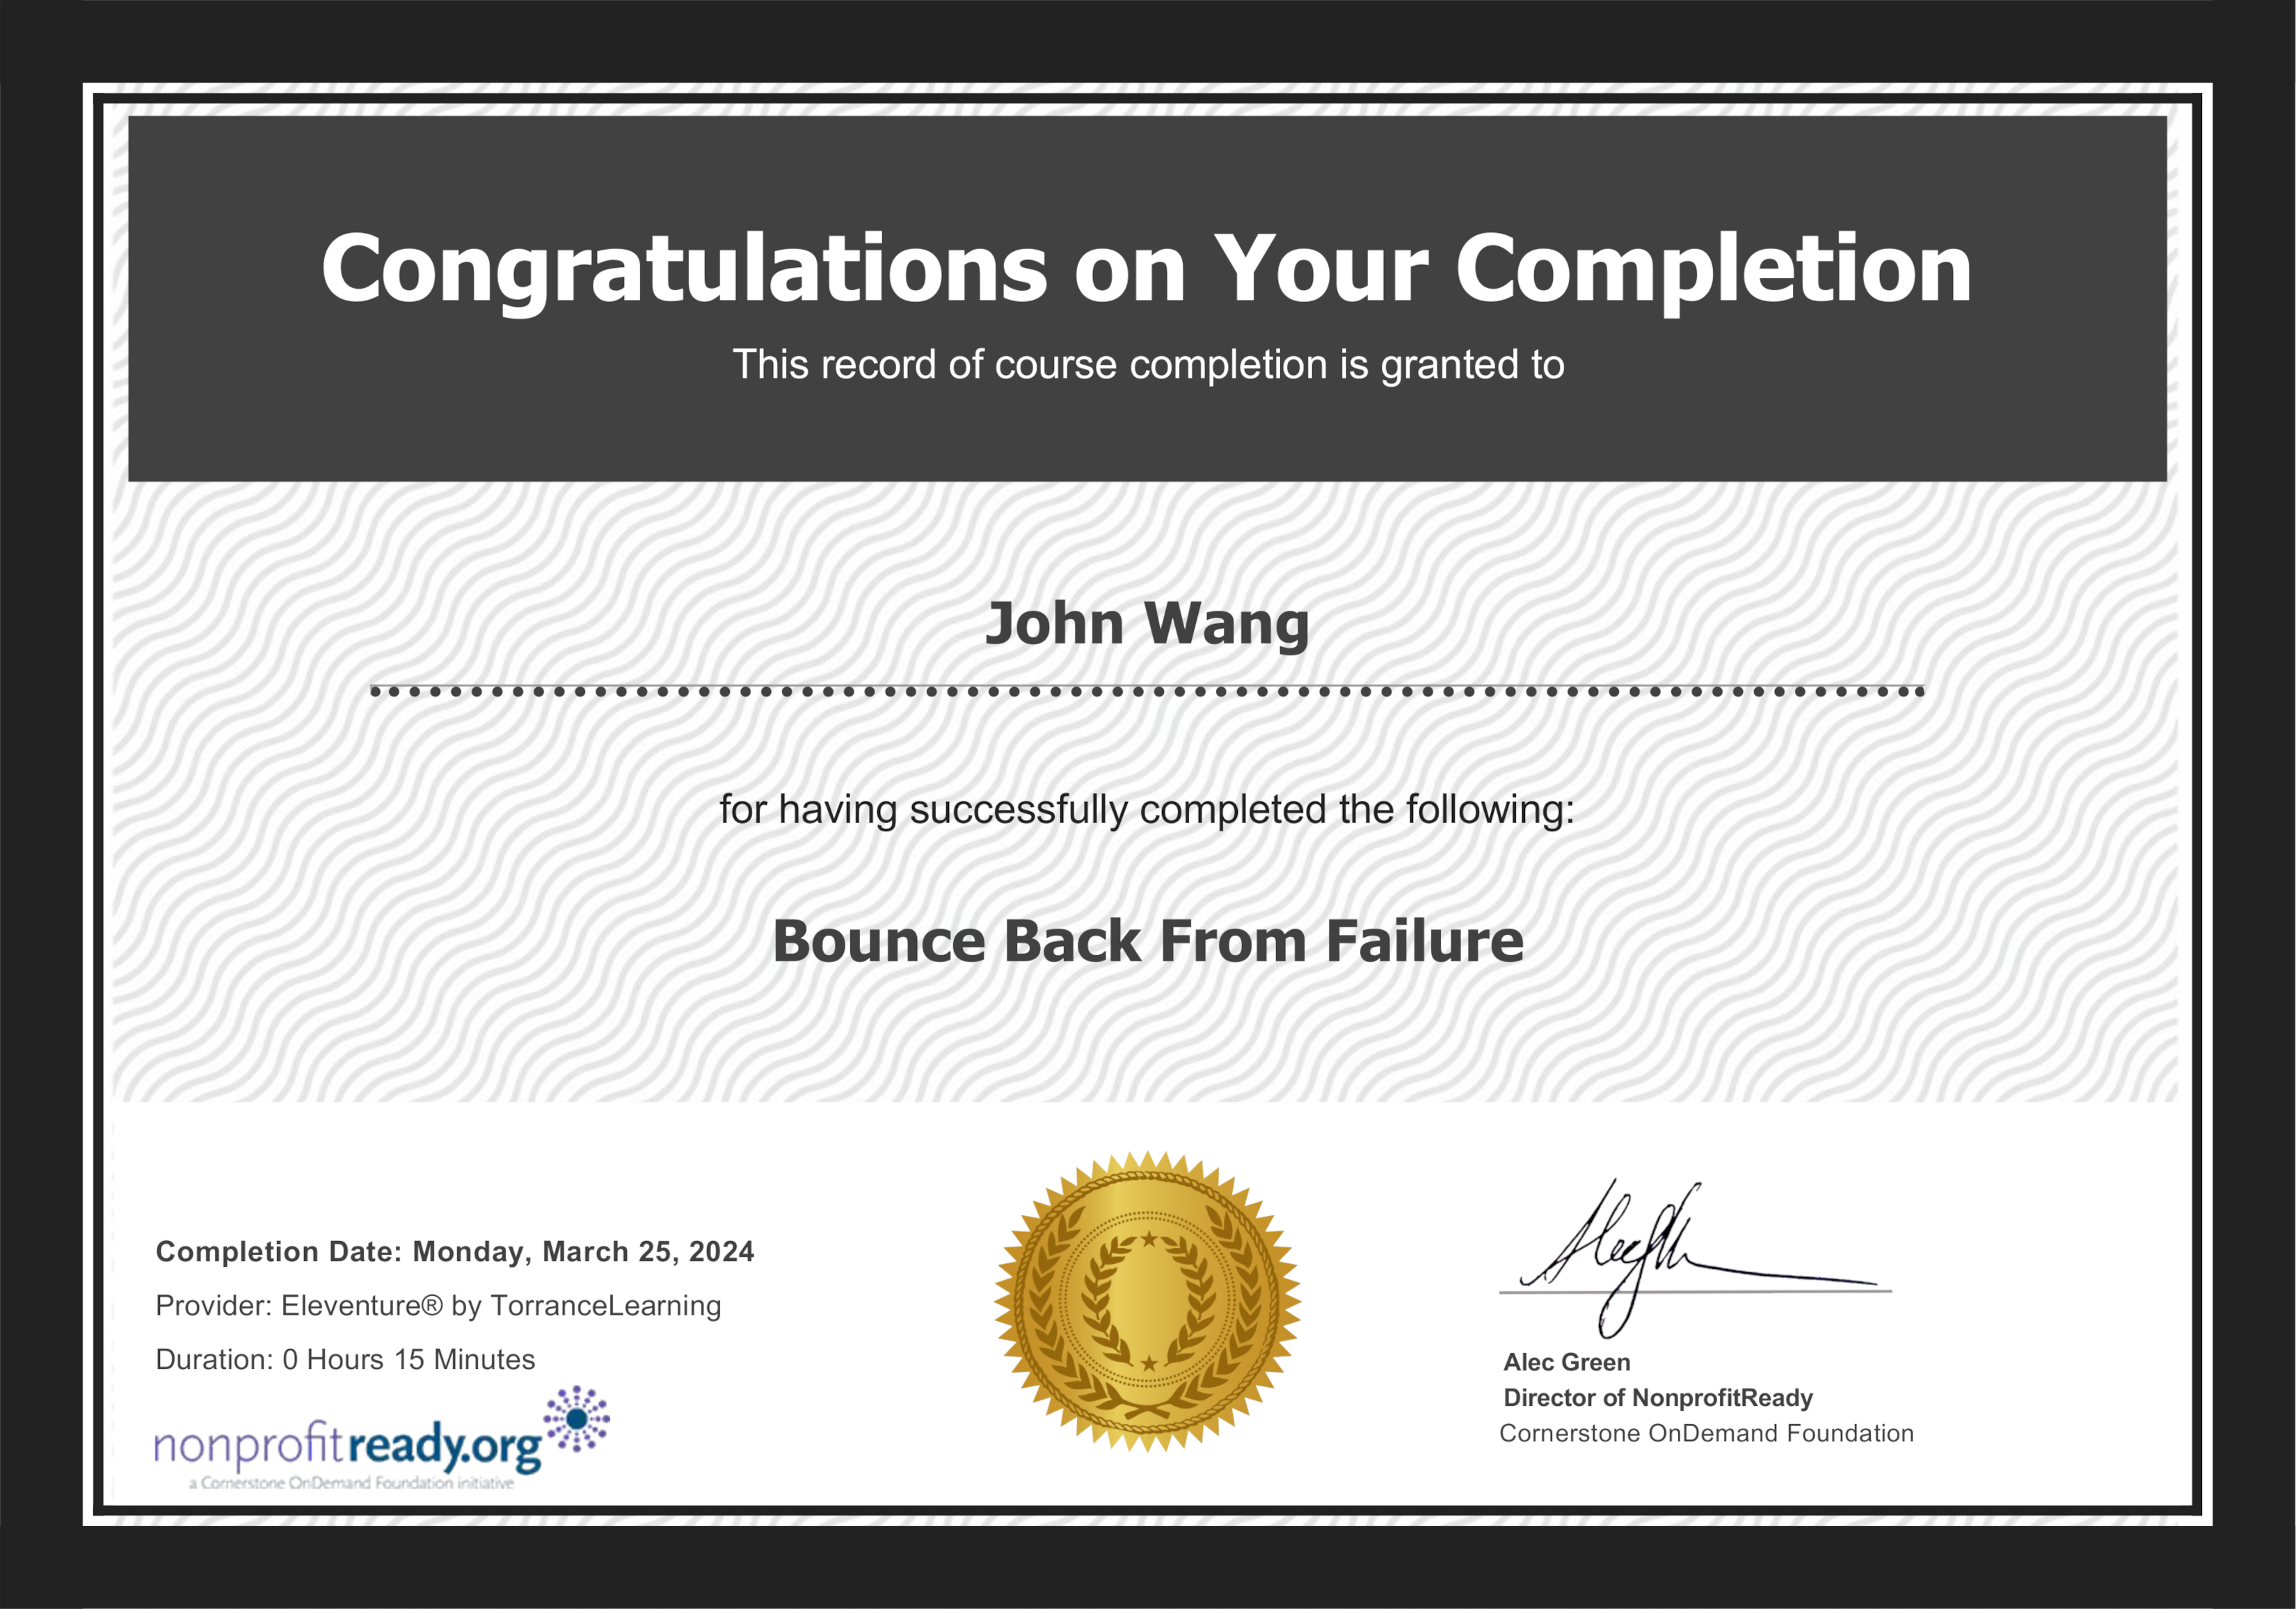 Congratulations on Your Completion
This record of course completion is granted to
John Wang
for having successfully completed the following:
Bounce Back From Failure
Completion Date: Monday, March 25, 2024
Provider: Eleventure® by TorranceLearning
Duration: 0 Hours 15 Minutes
nonprofitready.org
a Cornerstone OnDemand Foundation initiative
Alec Green
Director of NonprofitReady
Cornerstone OnDemand Foundation